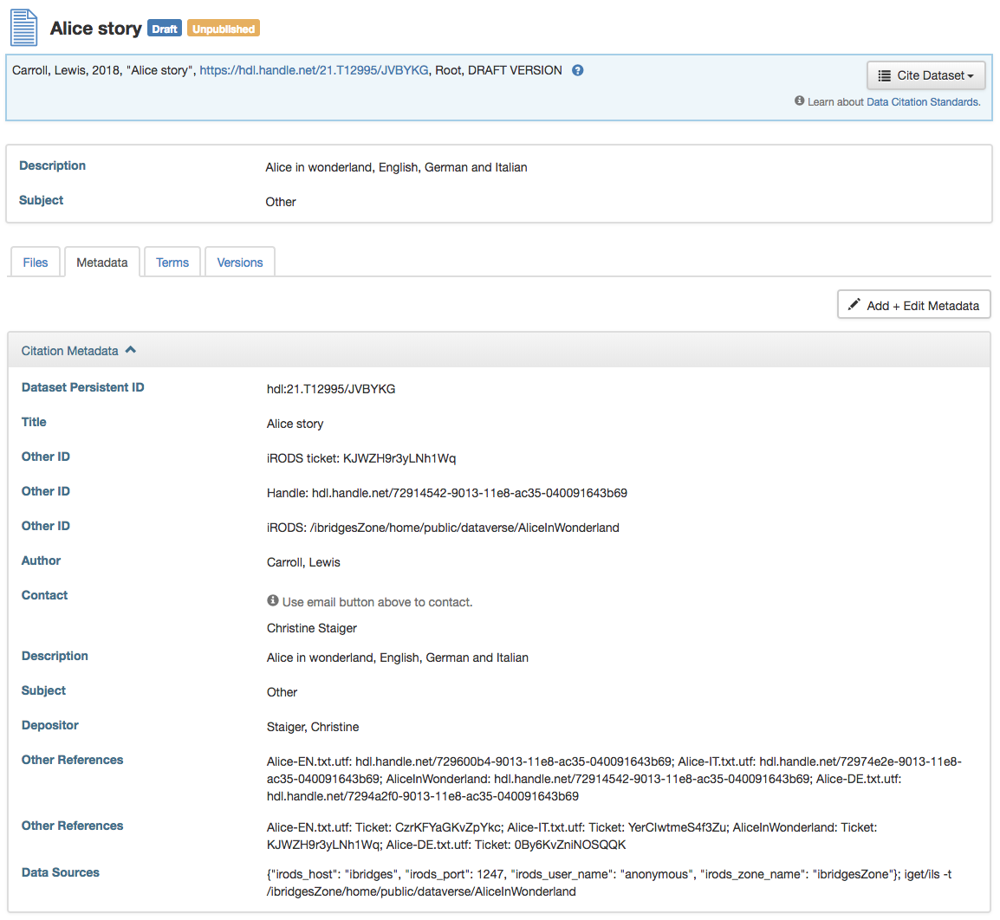 Alice story Draft Unpublished
Carroll, Lewis, 2018, "Alice story", https://hdl.handle.net/21.T12995/JVBYKG, Root, DRAFT VERSION
Cite Dataset
Learn about Data Citation Standards.
Description Alice in wonderland, English, German and Italian
Subject Other
Files Metadata Terms Versions
Add + Edit Metadata
Citation Metadata
Dataset Persistent ID hdl:21.T12995/JVBYKG
Title Alice story
Other ID iRODS ticket: KJWZH9r3yLNh1Wq
Other ID Handle: hdl.handle.net/72914542-9013-11e8-ac35-040091643b69
Other ID iRODS: /ibridgesZone/home/public/dataverse/AliceInWonderland
Author Carroll, Lewis
Contact Use email button above to contact.
Christine Staiger
Description Alice in wonderland, English, German and Italian
Subject Other
Depositor Staiger, Christine
Other References Alice-EN.txt.utf: hdl.handle.net/729600b4-9013-11e8-ac35-040091643b69; Alice-IT.txt.utf: hdl.handle.net/72974e2e-9013-11e8-
ac35-040091643b69; AliceInWonderland: hdl.handle.net/72914542-9013-11e8-ac35-040091643b69; Alice-DE.txt.utf:
hdl.handle.net/7294a2f0-9013-11e8-ac35-040091643b69
Other References Alice-EN.txt.utf: Ticket: CzrKFYaGKvZpYkc; Alice-IT.txt.utf: Ticket: YerClwtmeS4f3Zu; AliceInWonderland: Ticket:
KJWZH9r3yLNh1Wq; Alice-DE.txt.utf: Ticket: 0By6KvZniNOSQQK
Data Sources {"irods_host": "ibridges", "irods_port": 1247, "irods_user_name": "anonymous", "irods_zone_name": "ibridgesZone"}; iget/ils -t
/ibridgesZone/home/public/dataverse/AliceInWonderland